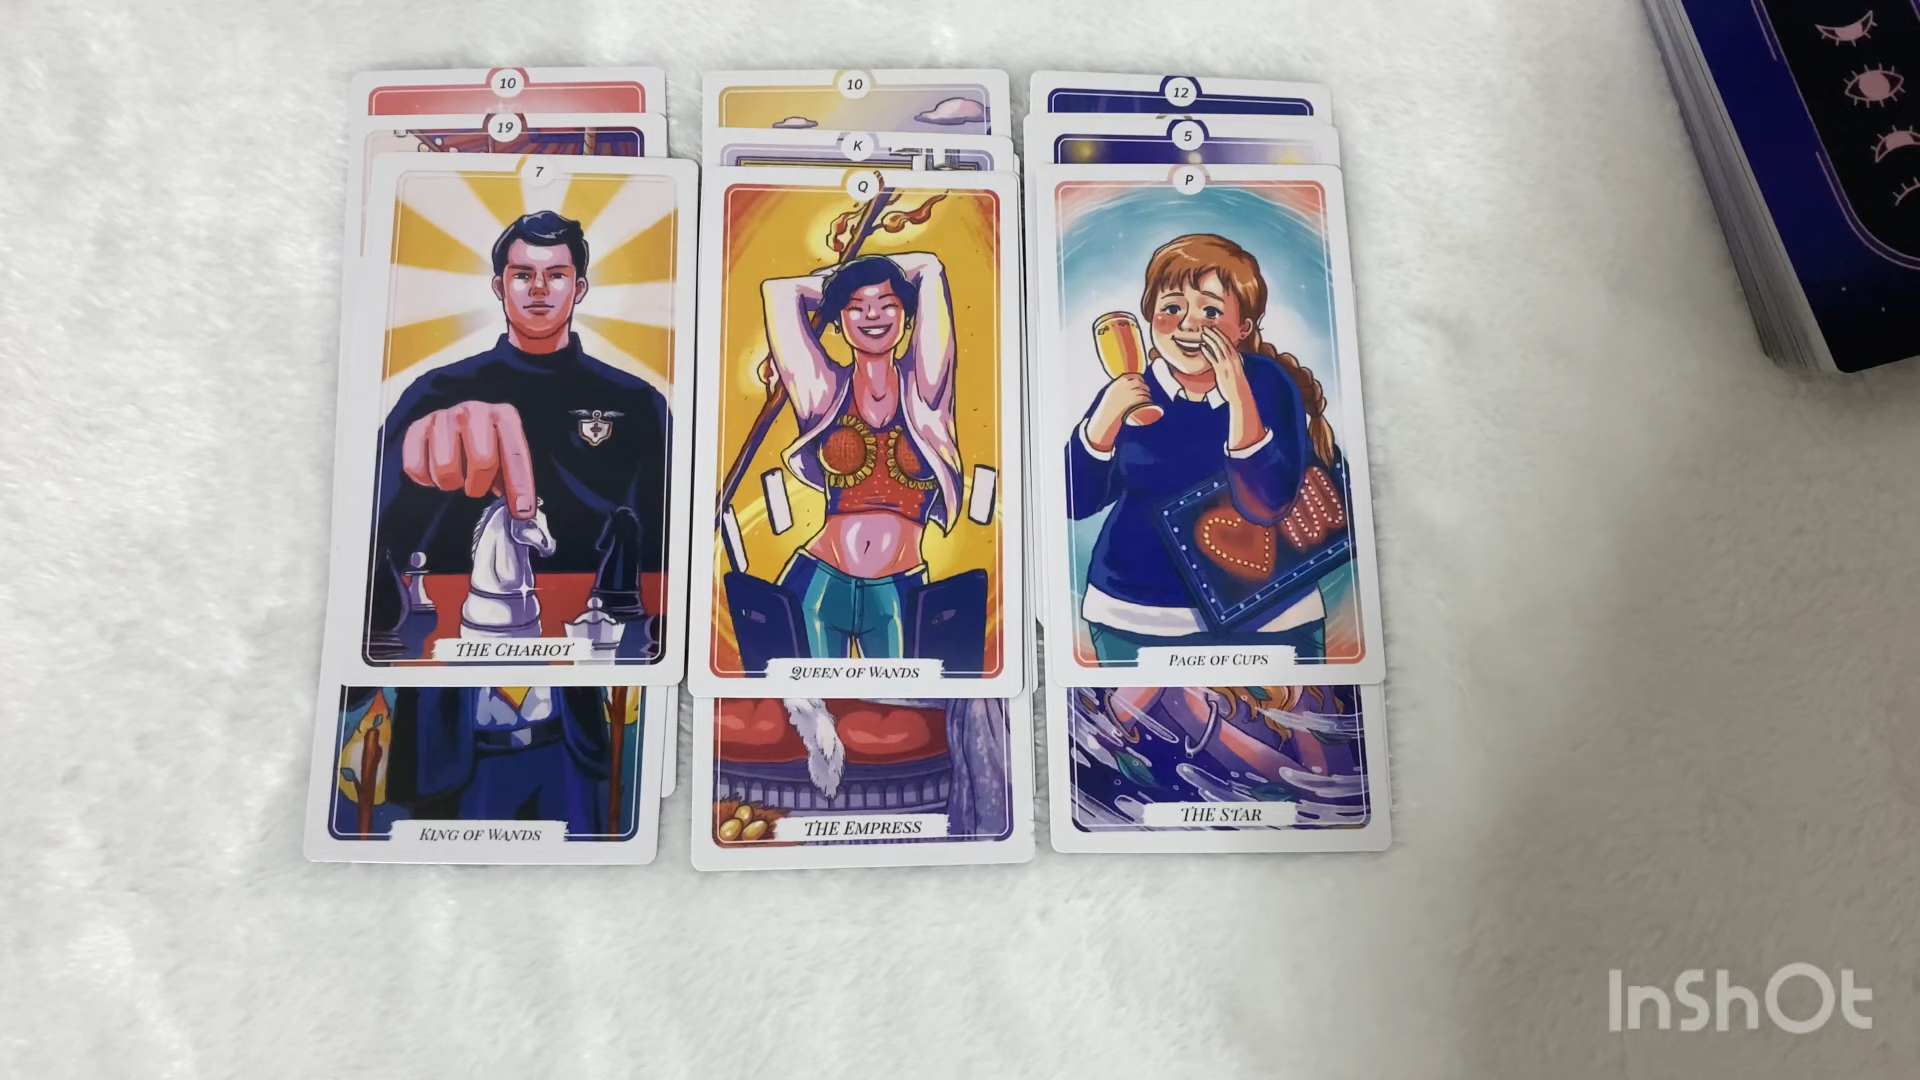 10
19
7
THE CHARIOT
KING OF WANDS
10
K
Q
QUEEN OF WANDS
THE EMPRESS
12
5
P
PAGE OF CUPS
THE STAR
InShOt